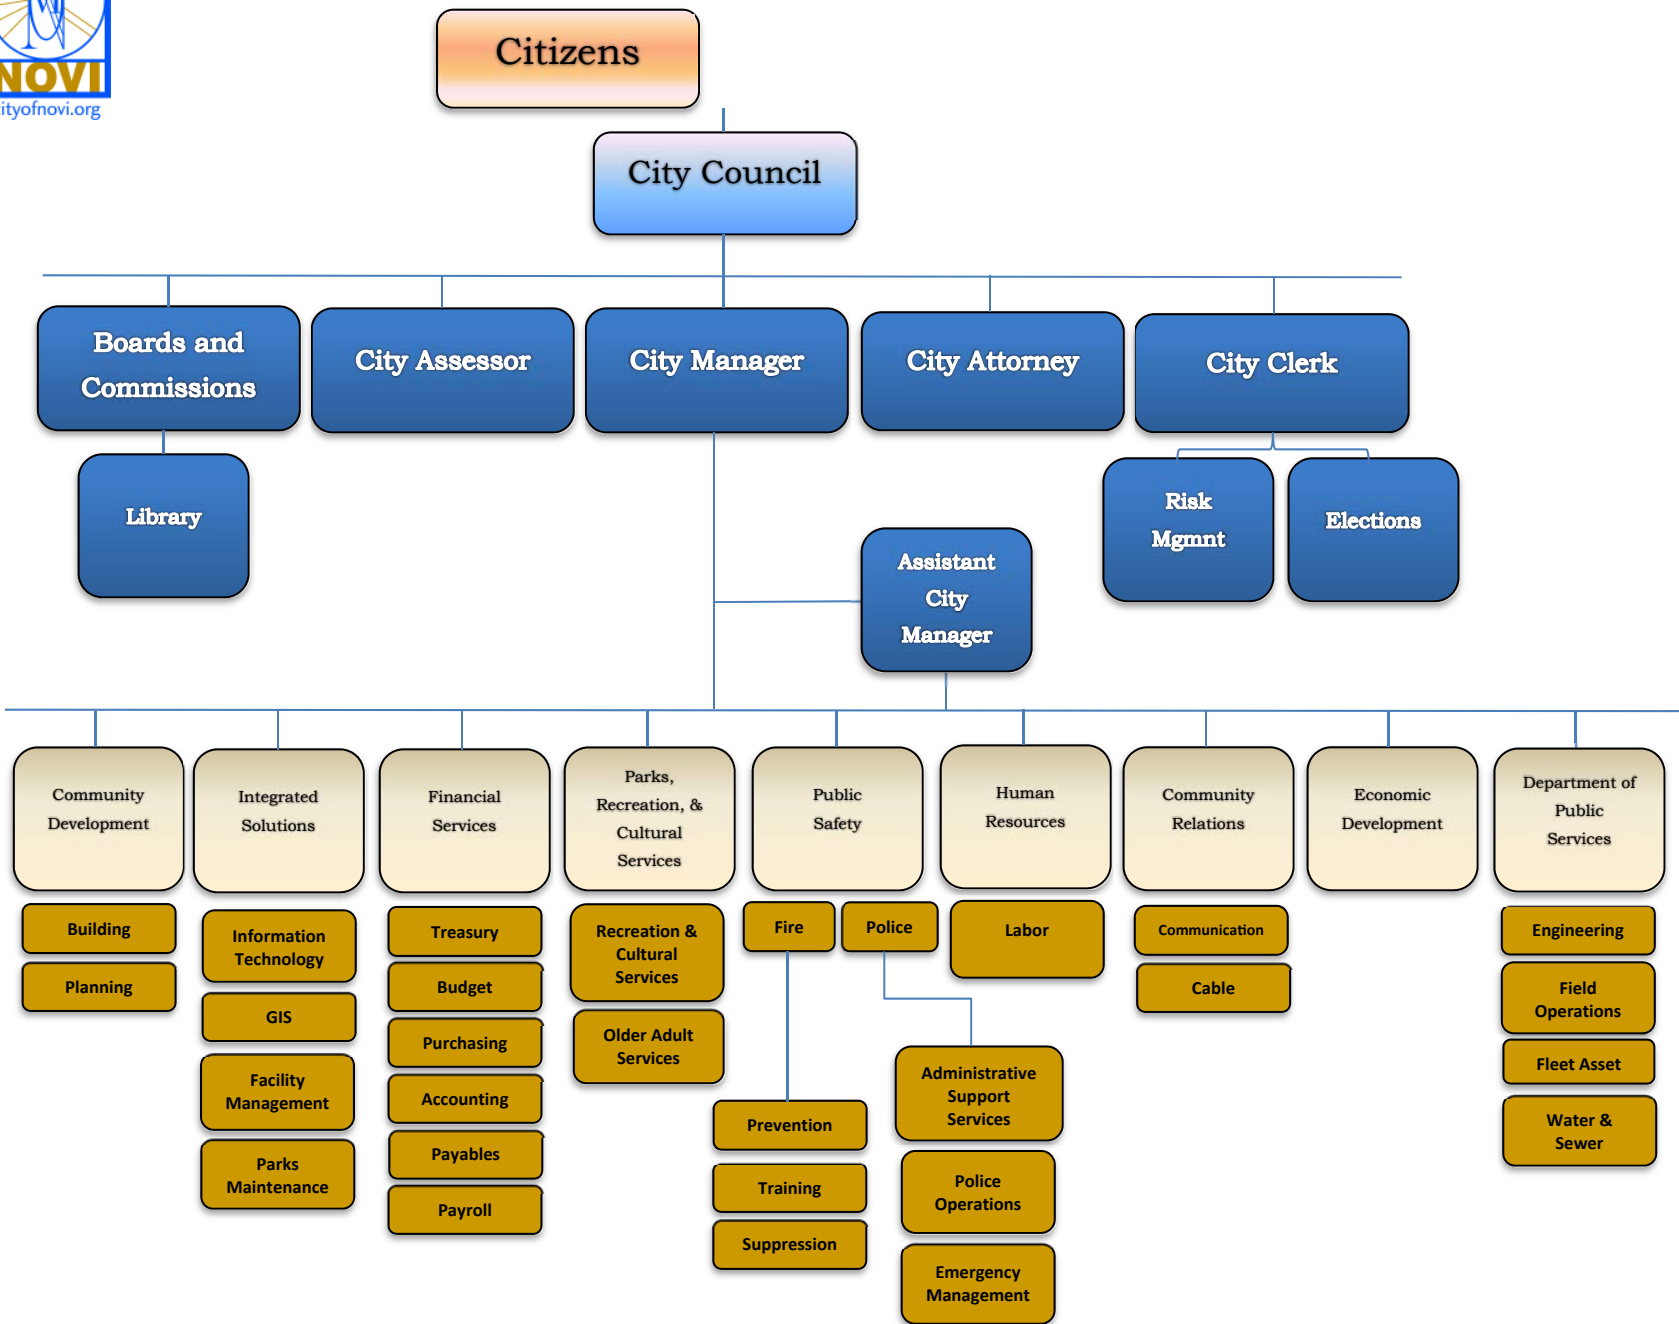 NOVI
cityofnovi.org
Citizens
City Council
Boards and
Commissions
City Assessor
City Manager
City Attorney
City Clerk
Library
Risk
Mgmnt
Elections
Assistant
City
Manager
Community
Development
Integrated
Solutions
Financial
Services
Parks,
Recreation, &
Cultural
Services
Public
Safety
Human
Resources
Community
Relations
Economic
Development
Department of
Public
Services
Building
Planning
Information
Technology
GIS
Facility
Management
Parks
Maintenance
Treasury
Budget
Purchasing
Accounting
Payables
Payroll
Recreation &
Cultural
Services
Older Adult
Services
Fire
Police
Prevention
Training
Suppression
Administrative
Support
Services
Police
Operations
Emergency
Management
Labor
Communication
Cable
Engineering
Field
Operations
Fleet Asset
Water &
Sewer